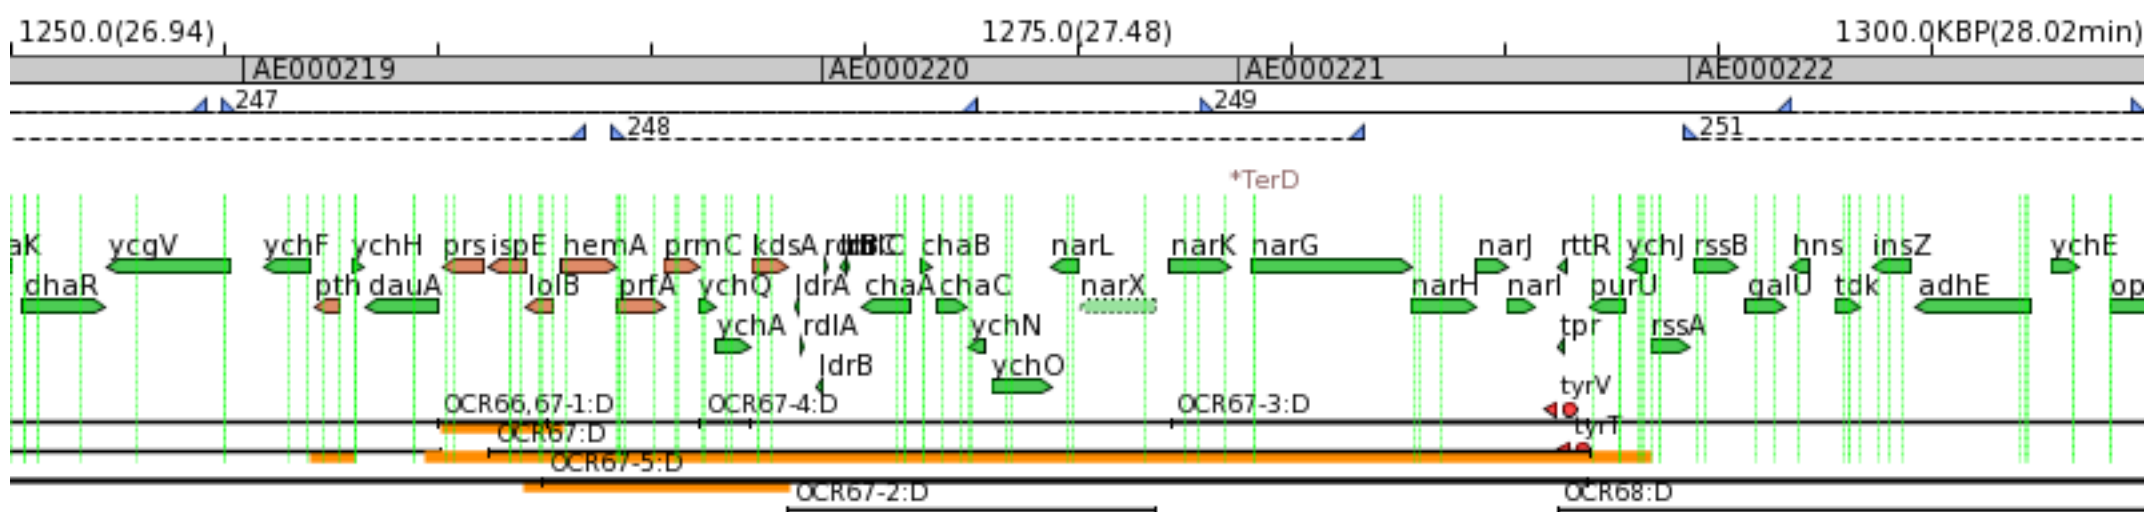 1250.0(26.94) 1275.0(27.48) 1300.0KBP(28.02min)
AE000219 AE000220 AE000221 AE000222
247 249
248 251
*TerD
aK ycgV ychF ychH prs ispE hemA prmC kdsA chaB narL narK narG narJ rttR ychJ rssB hns insZ ychE
dhaR pth dauA lolB prfA ychQ ldrA chaA chaC narX narH narI purU galU tdk adhE op
ychA rdlA ychN tpr rssA
ldrB ychO
tyrV
OCR66,67-1:D OCR67-4:D OCR67-3:D
tyrT
OCR67:D
OCR67-5:D
OCR67-2:D OCR68:D